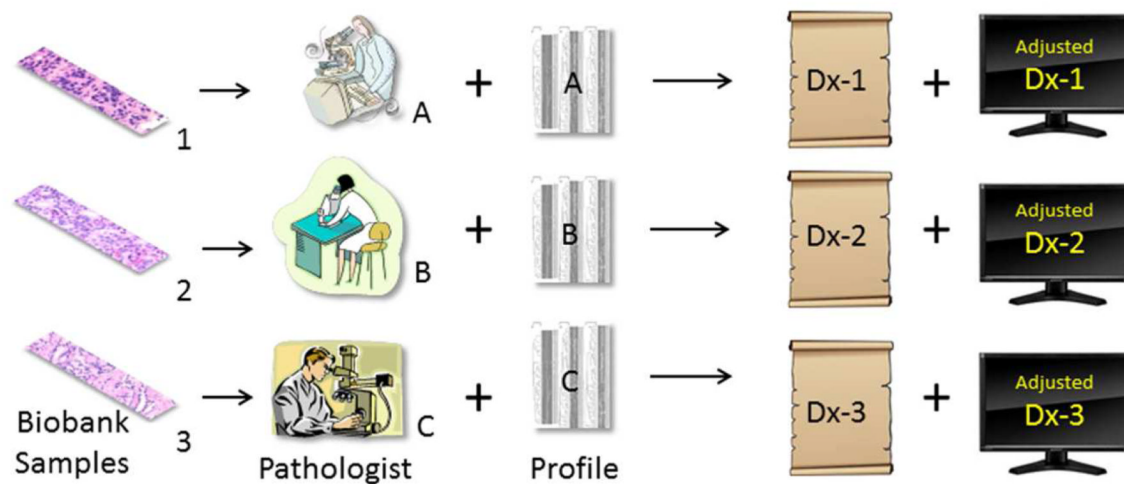 A
+
A
Dx-1
+
Adjusted
Dx-1
1
B
+
B
Dx-2
+
Adjusted
Dx-2
2
C
+
C
Dx-3
+
Adjusted
Dx-3
3
Biobank
Samples
Pathologist
Profile